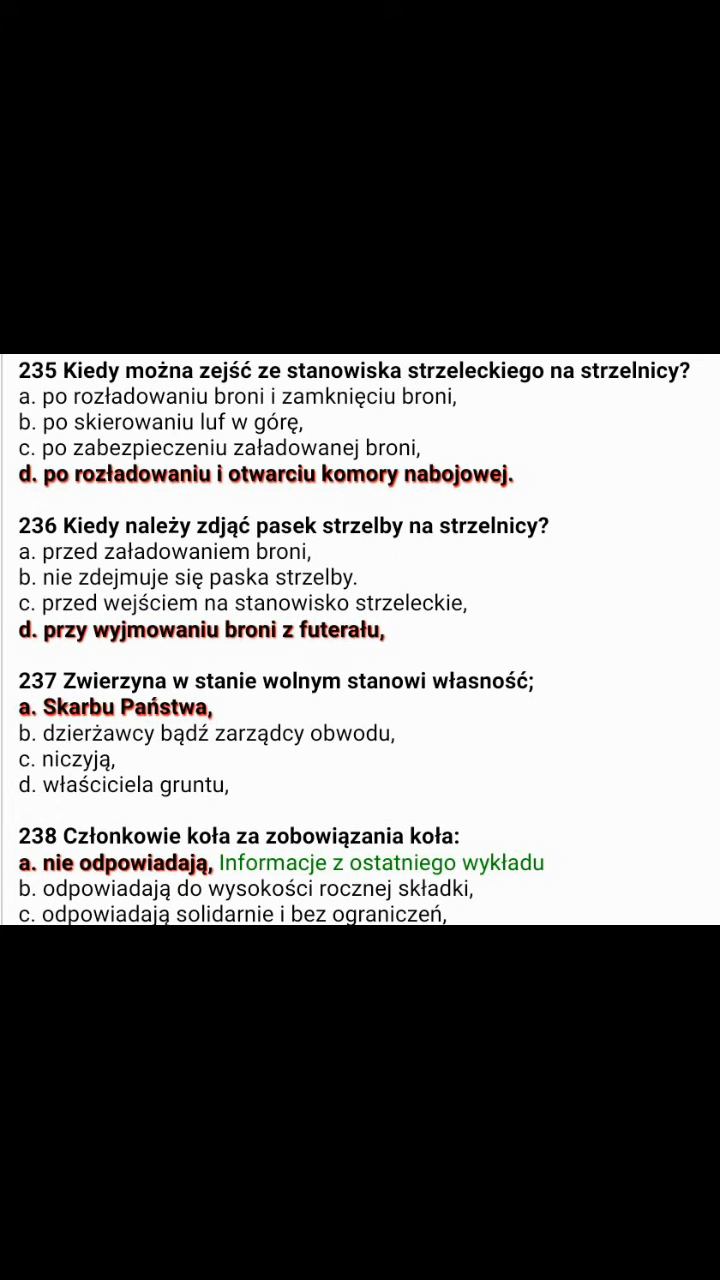 235 Kiedy można zejść ze stanowiska strzeleckiego na strzelnicy?
a. po rozładowaniu broni i zamknięciu broni,
b. po skierowaniu luf w górę,
c. po zabezpieczeniu załadowanej broni,
d. po rozładowaniu i otwarciu komory nabojowej.
236 Kiedy należy zdjąć pasek strzelby na strzelnicy?
a. przed załadowaniem broni,
b. nie zdejmuje się paska strzelby.
c. przed wejściem na stanowisko strzeleckie,
d. przy wyjmowaniu broni z futerału,
237 Zwierzyna w stanie wolnym stanowi własność;
a. Skarbu Państwa,
b. dzierżawcy bądź zarządcy obwodu,
c. niczyją,
d. właściciela gruntu,
238 Członkowie koła za zobowiązania koła:
a. nie odpowiadają, Informacje z ostatniego wykładu
b. odpowiadają do wysokości rocznej składki,
c. odpowiadają solidarnie i bez ograniczeń,